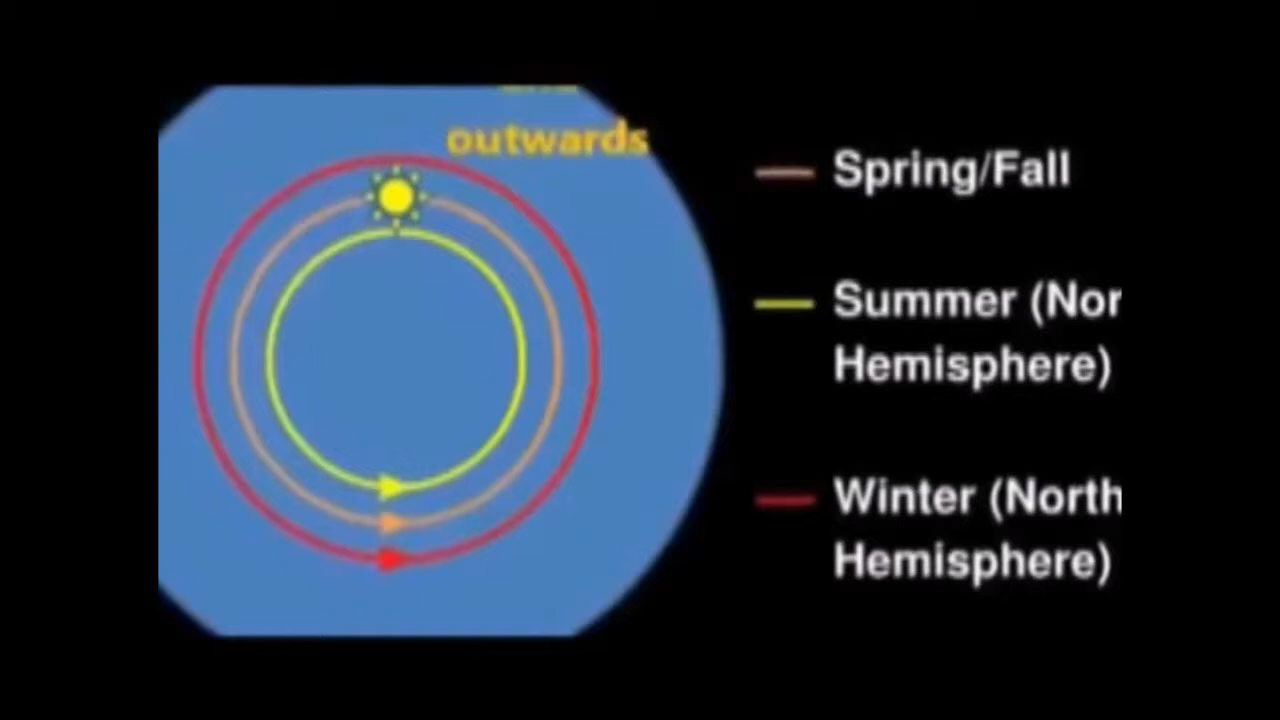 outwards
Spring/Fall
Summer (Nor
Hemisphere)
Winter (North
Hemisphere)